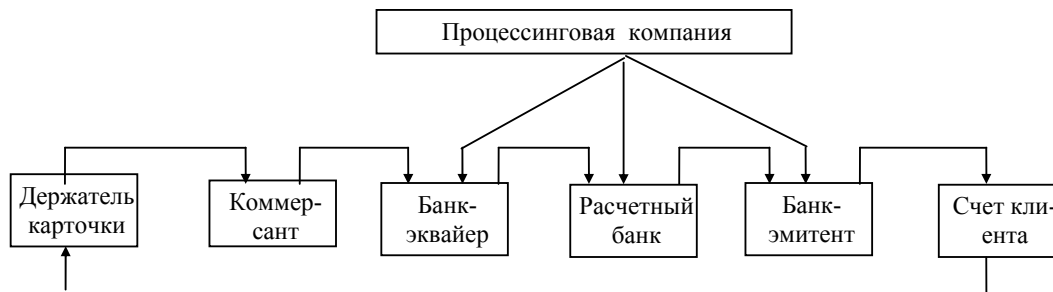 Процессинговая компания
Держатель
карточки
Коммер-
сант
Банк-
эквайер
Расчетный
банк
Банк-
эмитент
Счет кли-
ента